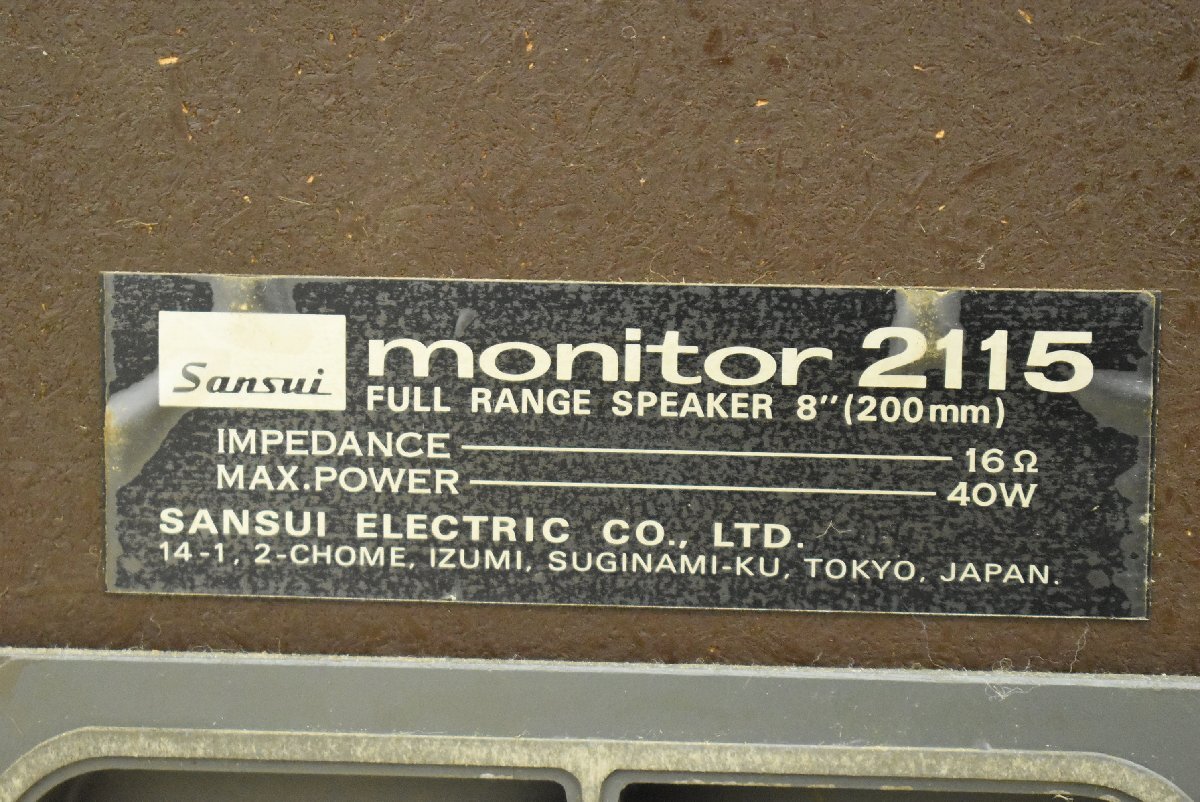 Sansui
monitor 2115
FULL RANGE SPEAKER 8" (200mm)
IMPEDANCE 16Ω
MAX.POWER 40W
SANSUI ELECTRIC CO., LTD.
14-1, 2-CHOME, IZUMI, SUGINAMI-KU, TOKYO, JAPAN.